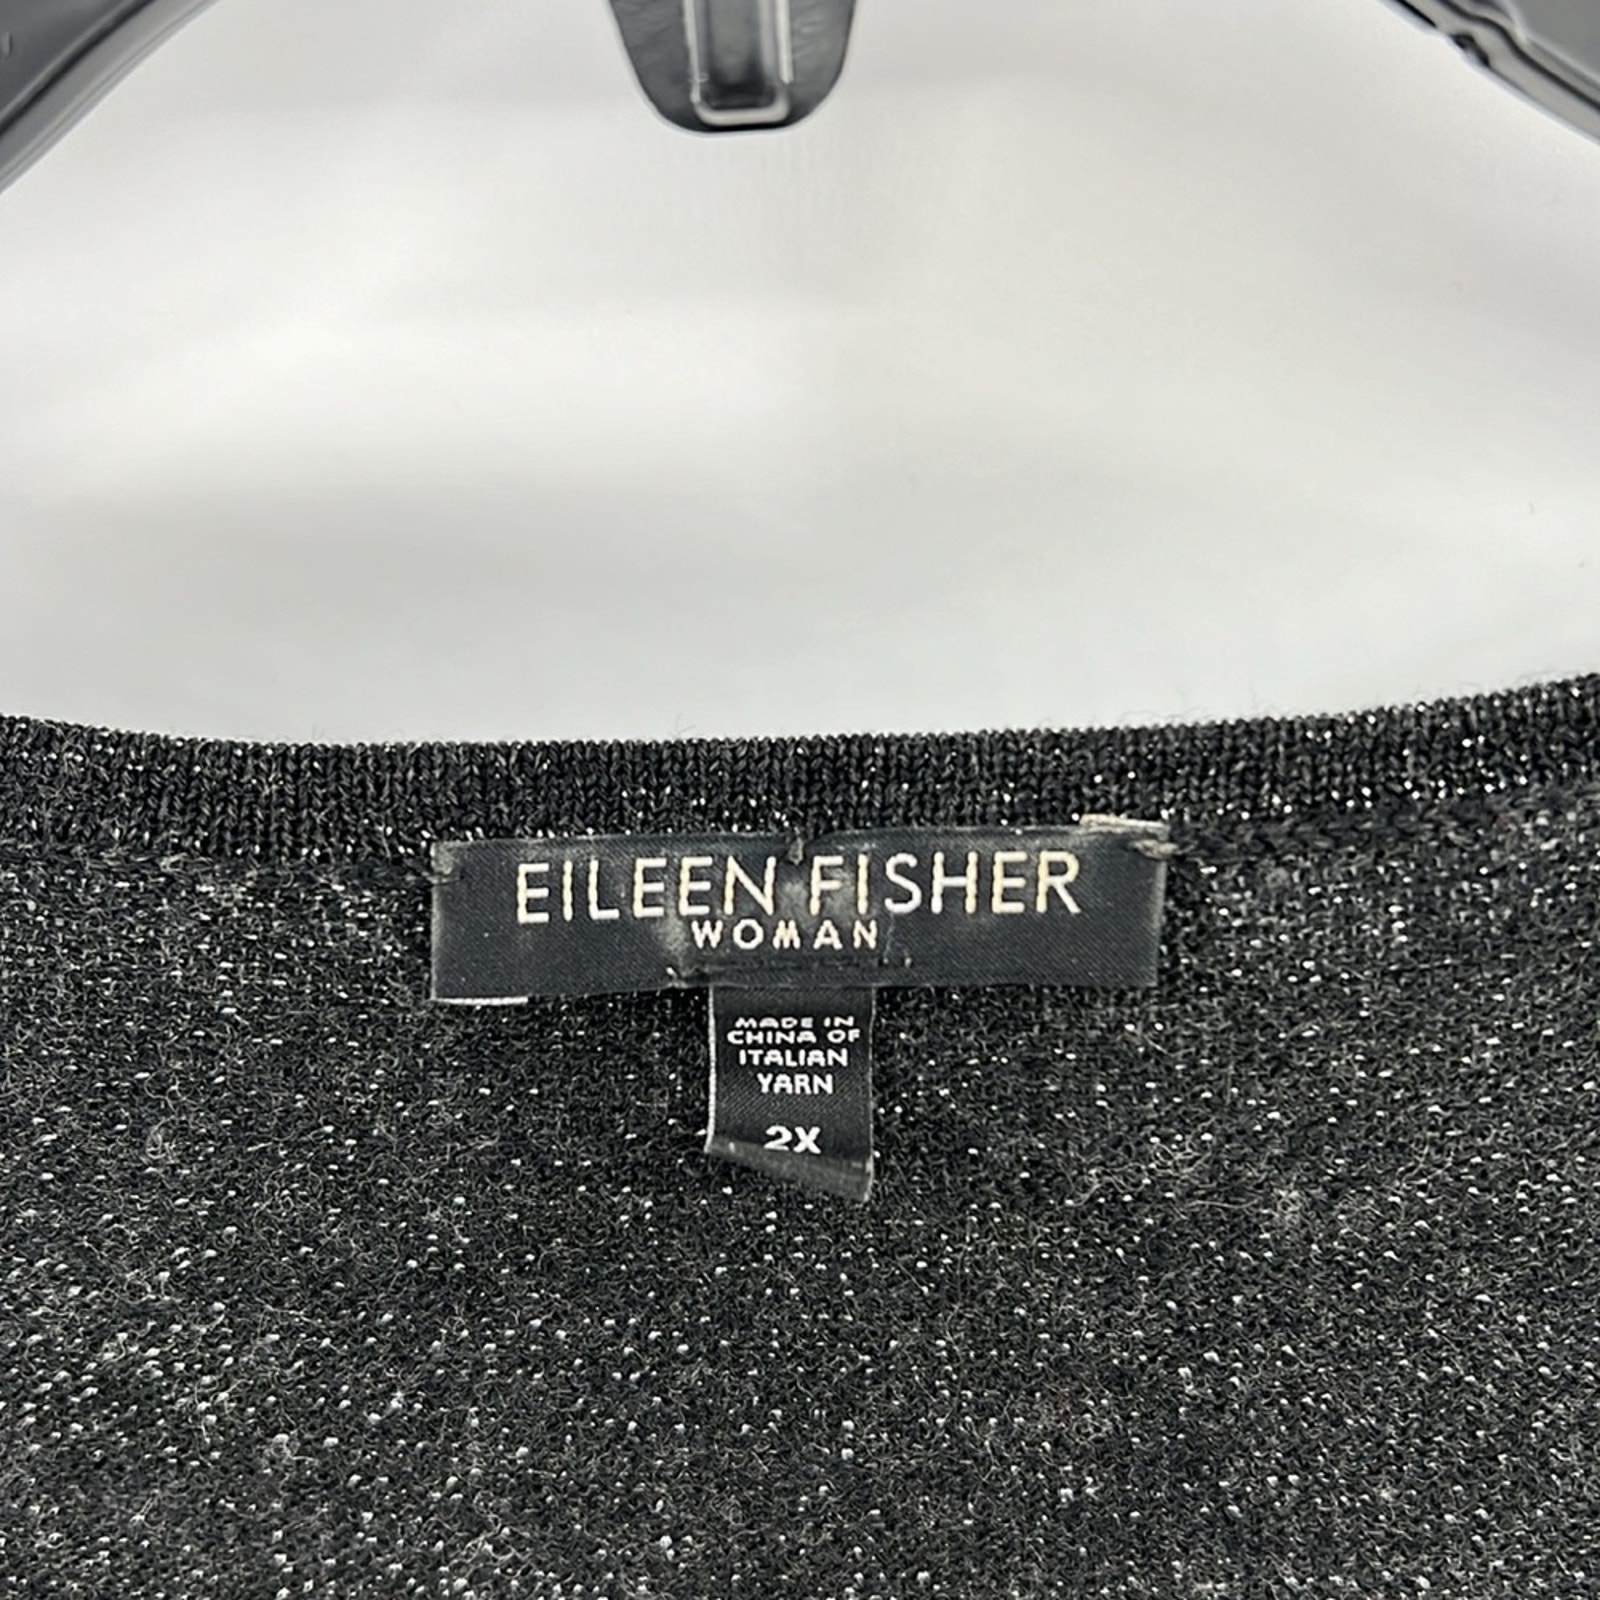 EILEEN FISHER
WOMAN
MADE IN
CHINA OF
ITALIAN
YARN
2X